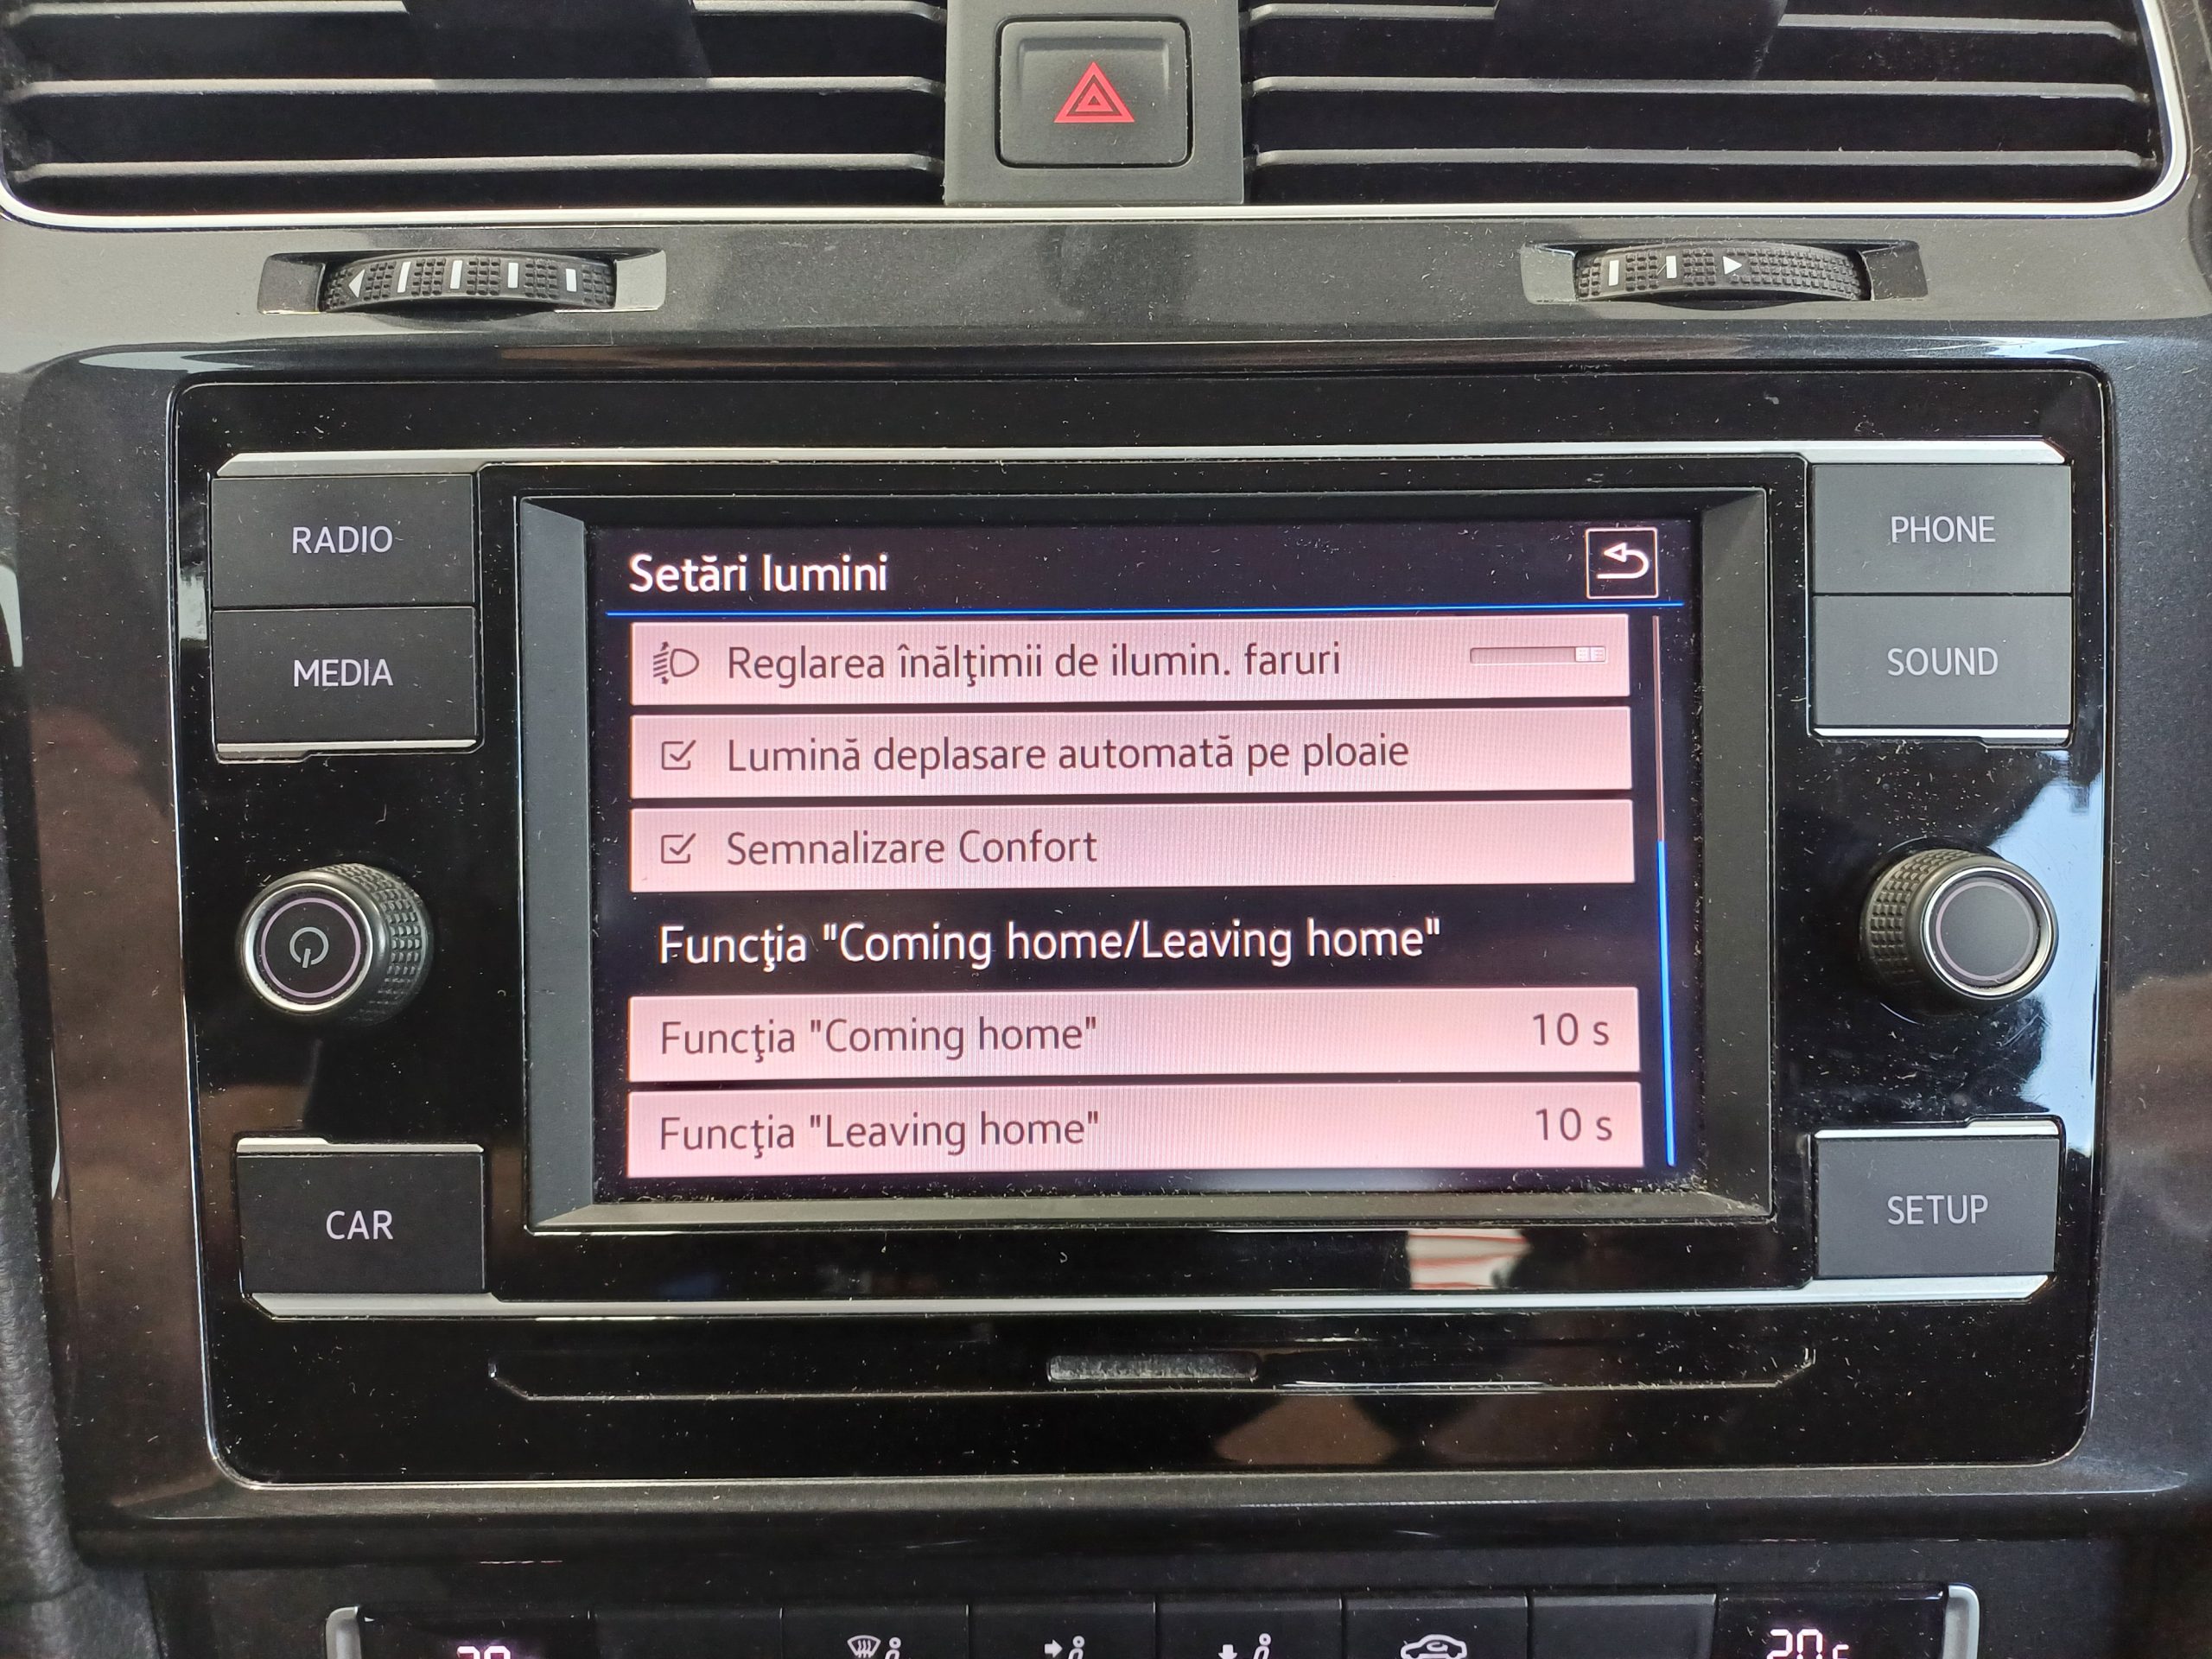 RADIO
MEDIA
CAR
PHONE
SOUND
SETUP
Setări lumini
Reglarea înălţimii de ilumin. faruri
Lumină deplasare automată pe ploaie
Semnalizare Confort
Funcţia "Coming home/Leaving home"
Funcţia "Coming home" 10 s
Funcţia "Leaving home" 10 s